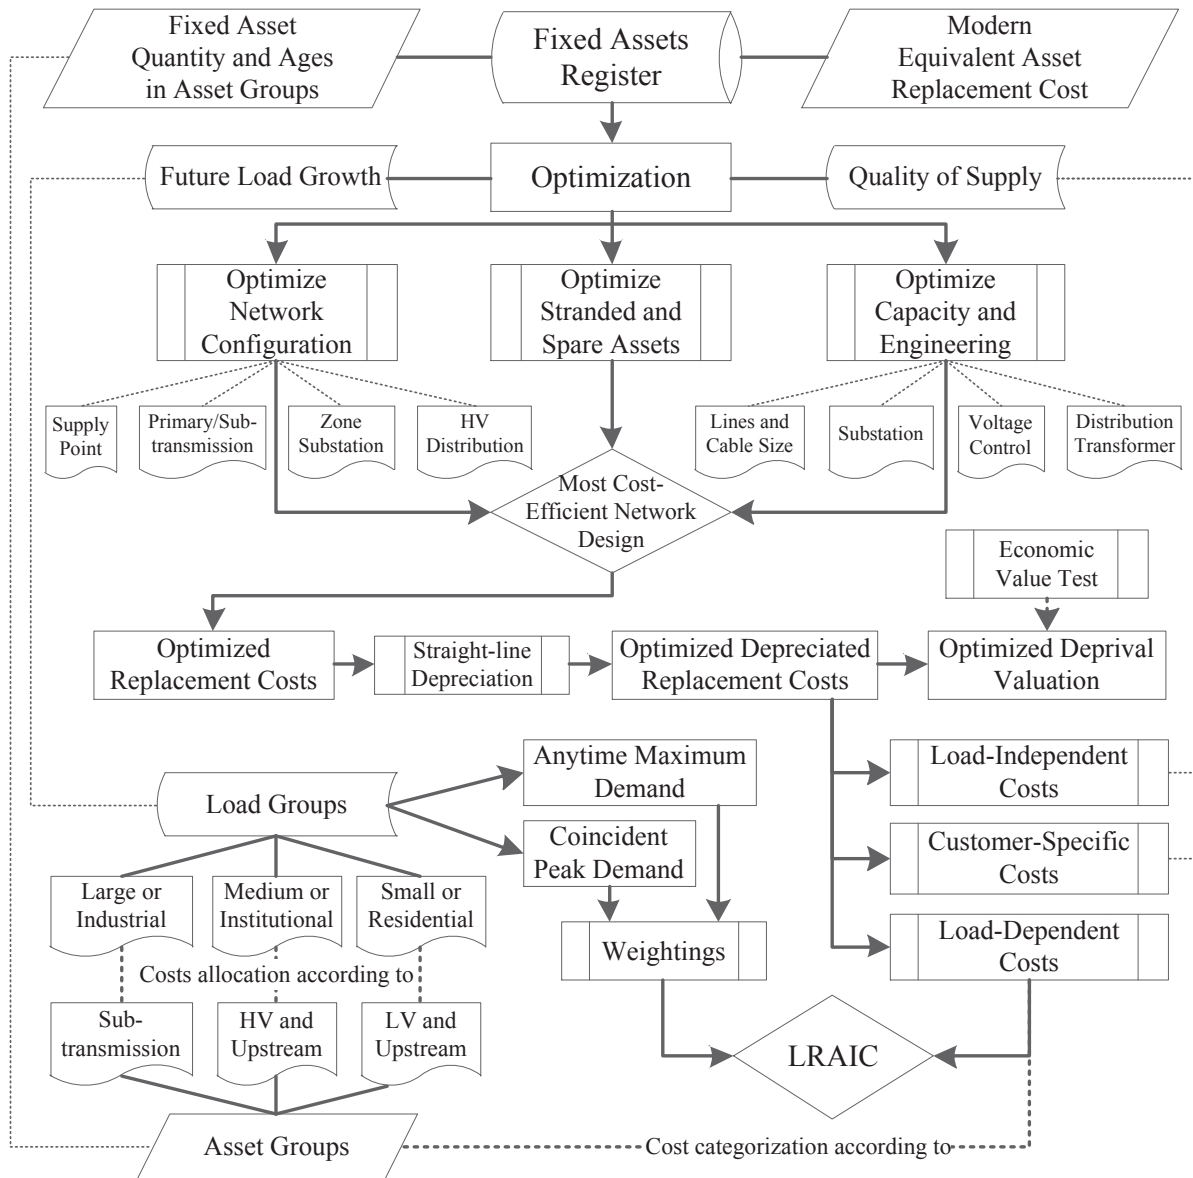 Fixed Asset
Quantity and Ages
in Asset Groups
Fixed Assets
Register
Modern
Equivalent Asset
Replacement Cost
Future Load Growth
Optimization
Quality of Supply
Optimize
Network
Configuration
Optimize
Stranded and
Spare Assets
Optimize
Capacity and
Engineering
Supply
Point
Primary/Sub-
transmission
Zone
Substation
HV
Distribution
Lines and
Cable Size
Substation
Voltage
Control
Distribution
Transformer
Most Cost-
Efficient Network
Design
Economic
Value Test
Optimized
Replacement Costs
Straight-line
Depreciation
Optimized Depreciated
Replacement Costs
Optimized Deprival
Valuation
Anytime Maximum
Demand
Load-Independent
Costs
Load Groups
Coincident
Peak Demand
Customer-Specific
Costs
Large or
Industrial
Medium or
Institutional
Small or
Residential
Weightings
Load-Dependent
Costs
Costs allocation according to
Sub-
transmission
HV and
Upstream
LV and
Upstream
LRAIC
Asset Groups
Cost categorization according to